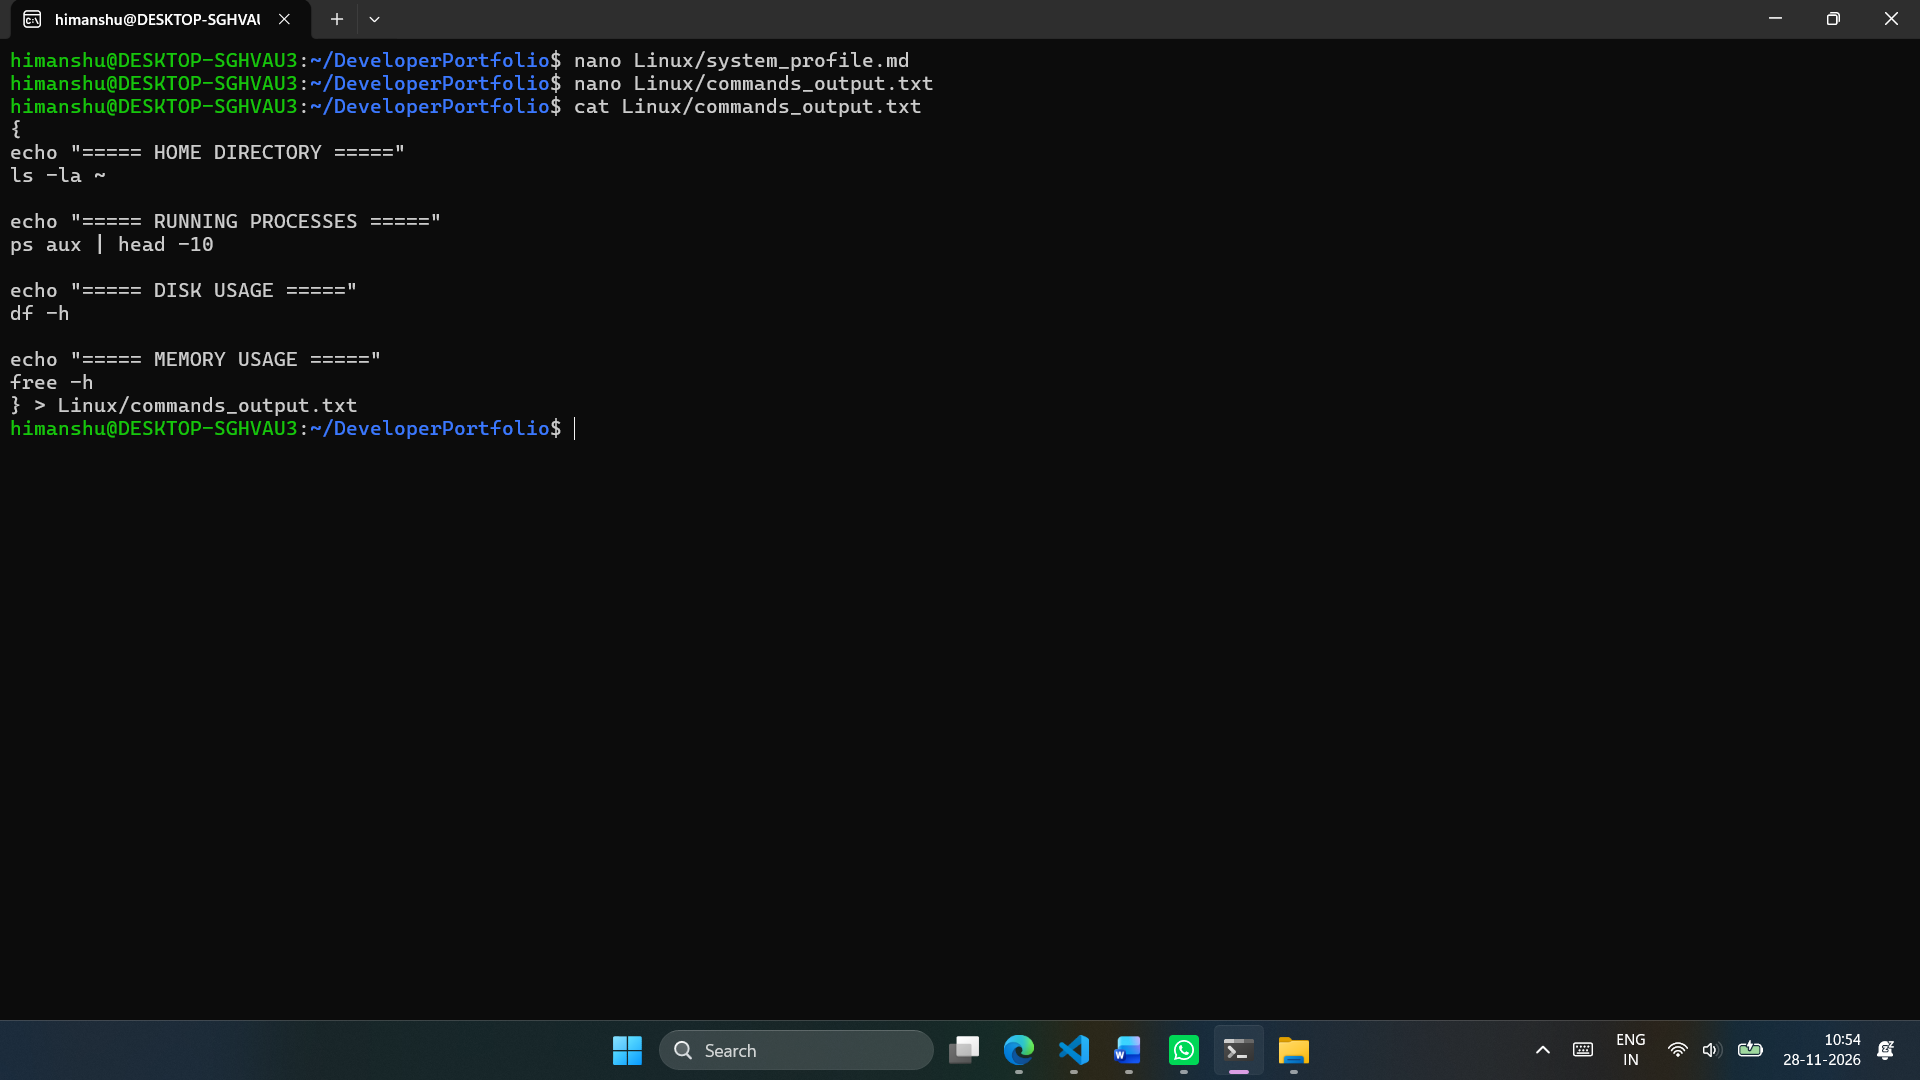 himanshu@DESKTOP-SGHVAU
himanshu@DESKTOP-SGHVAU3:~/DeveloperPortfolio$ nano Linux/system_profile.md
himanshu@DESKTOP-SGHVAU3:~/DeveloperPortfolio$ nano Linux/commands_output.txt
himanshu@DESKTOP-SGHVAU3:~/DeveloperPortfolio$ cat Linux/commands_output.txt
{
echo "===== HOME DIRECTORY ====="
ls -la ~
echo "===== RUNNING PROCESSES ====="
ps aux | head -10
echo "===== DISK USAGE ====="
df -h
echo "===== MEMORY USAGE ====="
free -h
} > Linux/commands_output.txt
himanshu@DESKTOP-SGHVAU3:~/DeveloperPortfolio$
Search
ENG
IN
10:54
28-11-2026